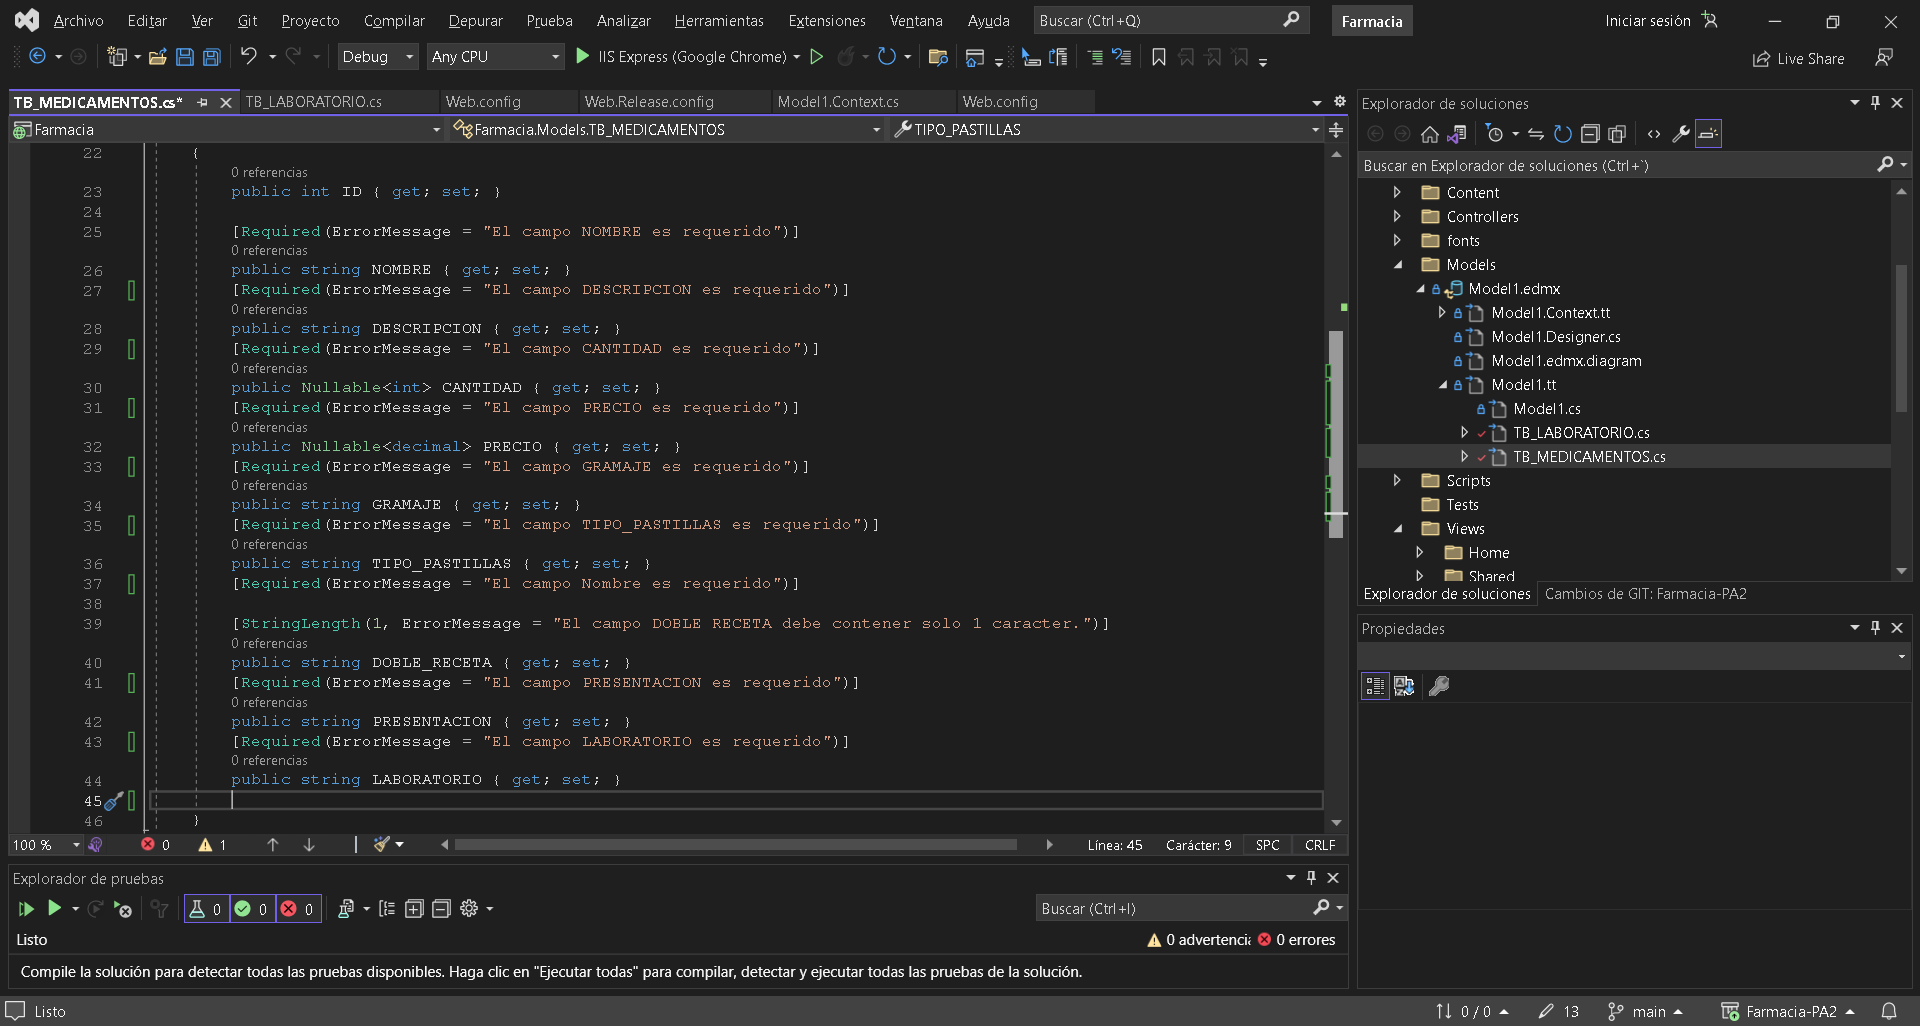 Archivo Editar Ver Git Proyecto Compilar Depurar Prueba Analizar Herramientas Extensiones Ventana Ayuda Buscar (Ctrl+Q) Farmacia Iniciar sesión
Debug Any CPU IIS Express (Google Chrome) Live Share
TB_MEDICAMENTOS.cs* TB_LABORATORIO.cs Web.config Web.Release.config Model1.Context.cs Web.config
Farmacia Farmacia.Models.TB_MEDICAMENTOS TIPO_PASTILLAS
22 {
0 referencias
23 public int ID { get; set; }
24
25 [Required(ErrorMessage = "El campo NOMBRE es requerido")]
0 referencias
26 public string NOMBRE { get; set; }
27 [Required(ErrorMessage = "El campo DESCRIPCION es requerido")]
0 referencias
28 public string DESCRIPCION { get; set; }
29 [Required(ErrorMessage = "El campo CANTIDAD es requerido")]
0 referencias
30 public Nullable<int> CANTIDAD { get; set; }
31 [Required(ErrorMessage = "El campo PRECIO es requerido")]
0 referencias
32 public Nullable<decimal> PRECIO { get; set; }
33 [Required(ErrorMessage = "El campo GRAMAJE es requerido")]
0 referencias
34 public string GRAMAJE { get; set; }
35 [Required(ErrorMessage = "El campo TIPO_PASTILLAS es requerido")]
0 referencias
36 public string TIPO_PASTILLAS { get; set; }
37 [Required(ErrorMessage = "El campo Nombre es requerido")]
38
39 [StringLength(1, ErrorMessage = "El campo DOBLE RECETA debe contener solo 1 caracter.")]
0 referencias
40 public string DOBLE_RECETA { get; set; }
41 [Required(ErrorMessage = "El campo PRESENTACION es requerido")]
0 referencias
42 public string PRESENTACION { get; set; }
43 [Required(ErrorMessage = "El campo LABORATORIO es requerido")]
0 referencias
44 public string LABORATORIO { get; set; }
45
46 }
100 % 0 1 Línea: 45 Carácter: 9 SPC CRLF
Explorador de pruebas
0 0 0 Buscar (Ctrl+I)
Listo 0 advertencia 0 errores
Compile la solución para detectar todas las pruebas disponibles. Haga clic en "Ejecutar todas" para compilar, detectar y ejecutar todas las pruebas de la solución.
Explorador de soluciones
Buscar en Explorador de soluciones (Ctrl+`)
Content
Controllers
fonts
Models
Model1.edmx
Model1.Context.tt
Model1.Designer.cs
Model1.edmx.diagram
Model1.tt
Model1.cs
TB_LABORATORIO.cs
TB_MEDICAMENTOS.cs
Scripts
Tests
Views
Home
Shared
Explorador de soluciones Cambios de GIT: Farmacia-PA2
Propiedades
Listo 0 / 0 13 main Farmacia-PA2